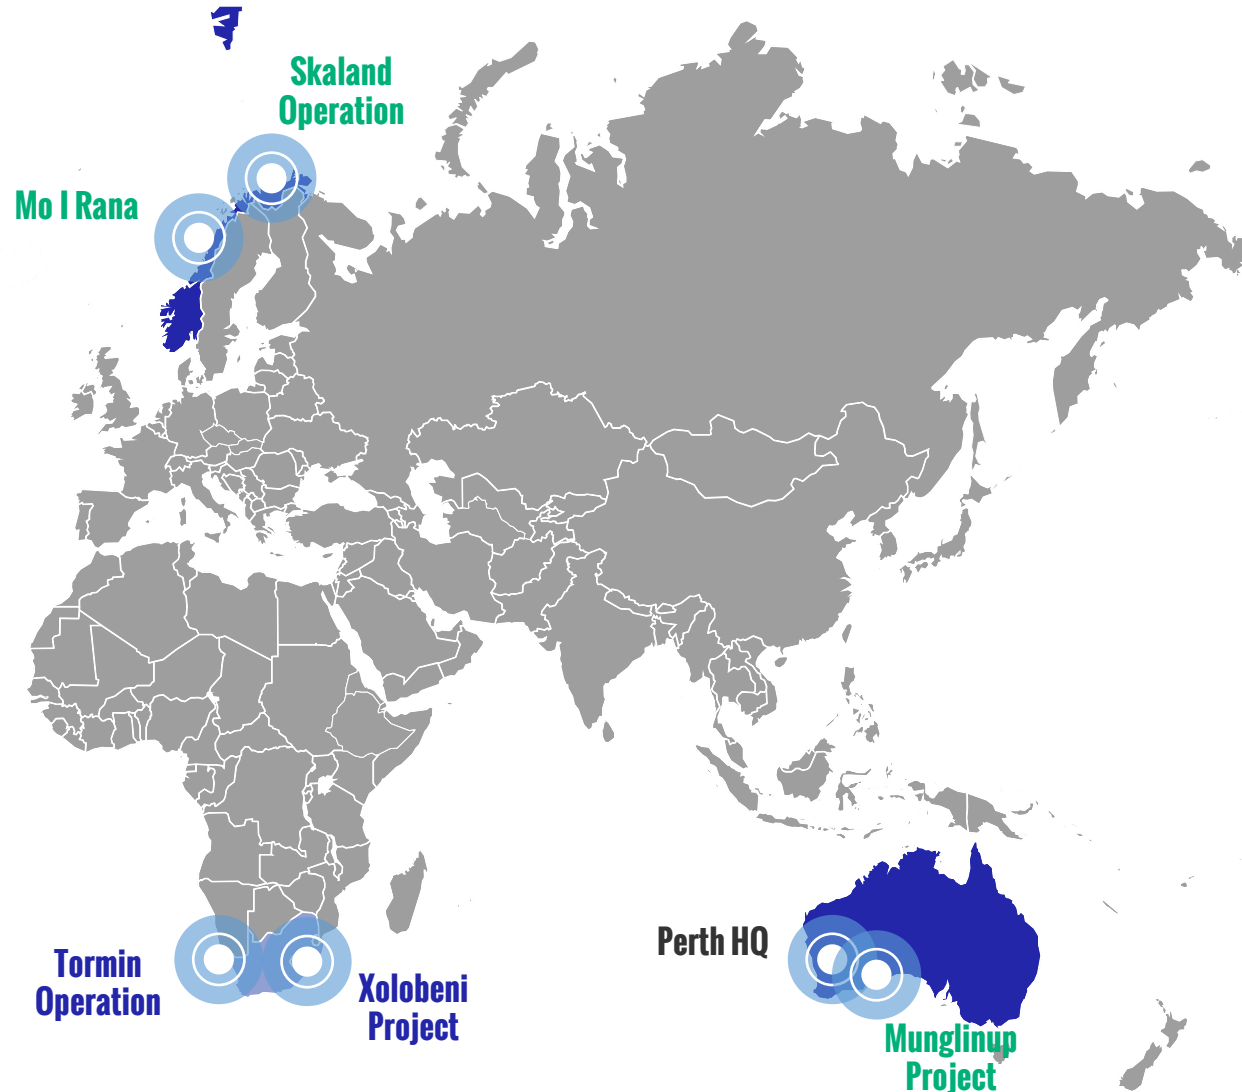 Skaland
Operation
Mo I Rana
Tormin
Operation
Xolobeni
Project
Perth HQ
Munglinup
Project